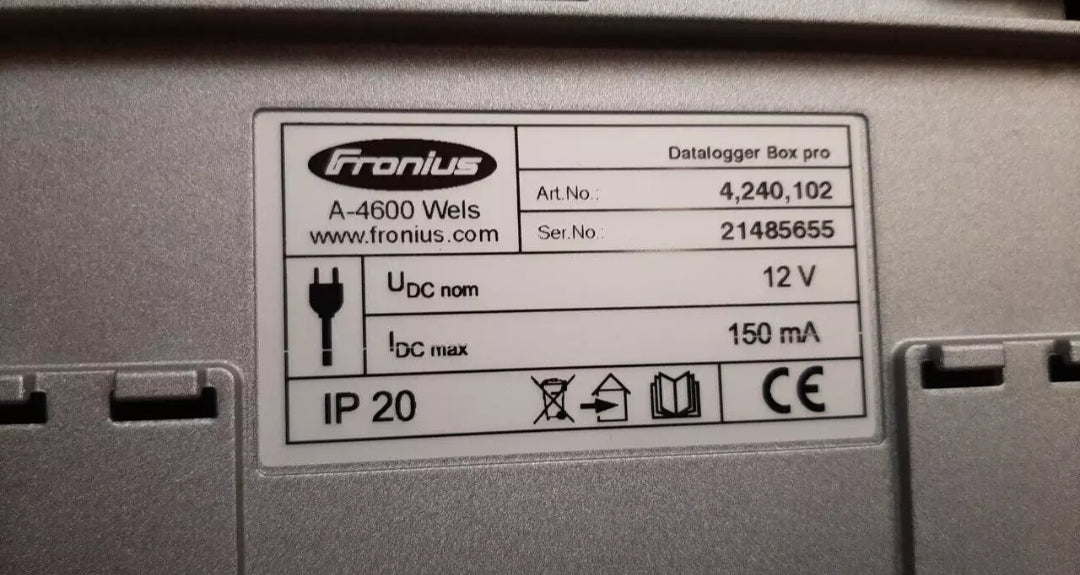 Fronius
A-4600 Wels
www.fronius.com
Datalogger Box pro
Art.No.: 4,240,102
Ser.No.: 21485655
UDC nom 12 V
IDC max 150 mA
IP 20 CE